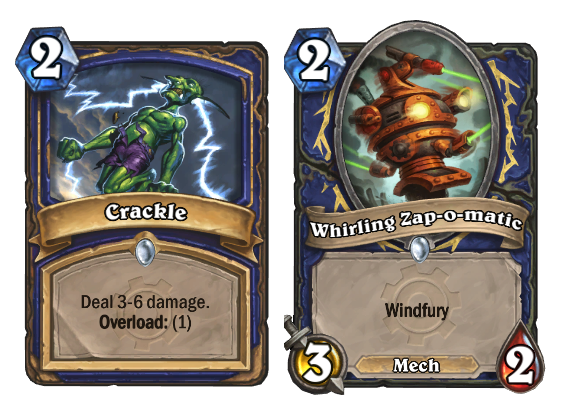 2
Crackle
Deal 3-6 damage.
Overload: (1)
2
Whirling Zap-o-matic
Windfury
3
Mech
2